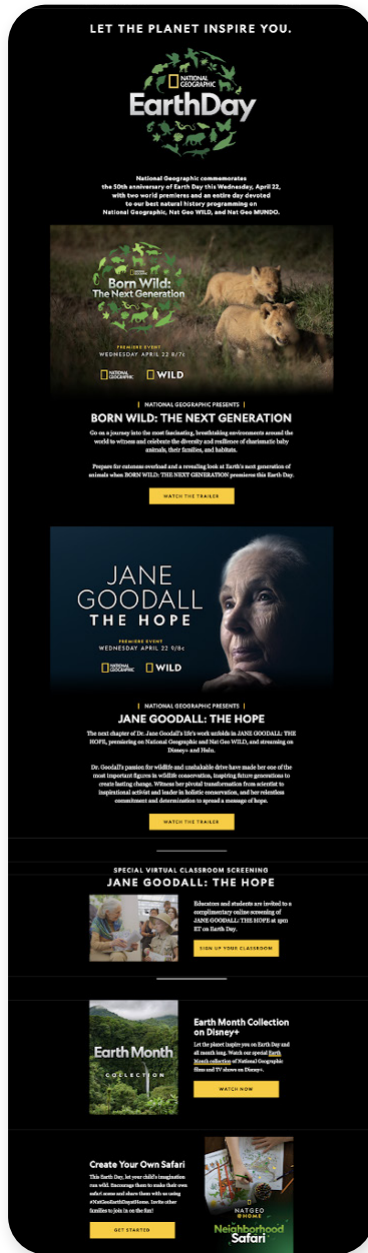 LET THE PLANET INSPIRE YOU.
NATIONAL
GEOGRAPHIC
EarthDay
National Geographic commemorates
the 50th anniversary of Earth Day this Wednesday, April 22,
with two world premieres and an entire day devoted
to our best natural history programming on
National Geographic, Nat Geo WILD, and Nat Geo MUNDO.
Born Wild:
The Next Generation
PREMIERE EVENT
WEDNESDAY APRIL 22 8/7c
NATIONAL
GEOGRAPHIC
WILD
NATIONAL GEOGRAPHIC PRESENTS
BORN WILD: THE NEXT GENERATION
Go on a journey into the most fascinating, breathtaking environments around the
world to witness and celebrate the diversity and resilience of charismatic baby
animals, their families, and habitats.
Prepare for cuteness overload and a revealing look at Earth's next generation of
animals when BORN WILD: THE NEXT GENERATION premieres this Earth Day.
WATCH THE TRAILER
JANE
GOODALL
THE HOPE
PREMIERE EVENT
WEDNESDAY APRIL 22 9/8c
NATIONAL
GEOGRAPHIC
WILD
NATIONAL GEOGRAPHIC PRESENTS
JANE GOODALL: THE HOPE
The next chapter of Dr. Jane Goodall's life's work unfolds in JANE GOODALL: THE
HOPE, premiering on National Geographic and Nat Geo WILD, and streaming on
Disney+ and Hulu.
Dr. Goodall's passion for wildlife and unshakable drive have made her one of the
most important figures in wildlife conservation, inspiring future generations to
create lasting change. Witness her pivotal transformation from scientist to
inspirational activist and leader in holistic conservation, and her relentless
commitment and determination to spread a message of hope.
WATCH THE TRAILER
SPECIAL VIRTUAL CLASSROOM SCREENING
JANE GOODALL: THE HOPE
Educators and students are invited to a
complimentary online screening of
JANE GOODALL: THE HOPE at 1pm
ET on Earth Day.
SIGN UP YOUR CLASSROOM
Earth Month
COLLECTION
Earth Month Collection
on Disney+
Let the planet inspire you on Earth Day and
all month long. Watch our special Earth
Month collection of National Geographic
films and TV shows on Disney+.
WATCH NOW
Create Your Own Safari
This Earth Day, let your child's imagination
run wild. Encourage them to make their own
safari scene and share them with us using
#NatGeoEarthDayatHome. Invite other
families to join in on the fun!
GET STARTED
NATGEO
@HOME
Neighborhood
Safari